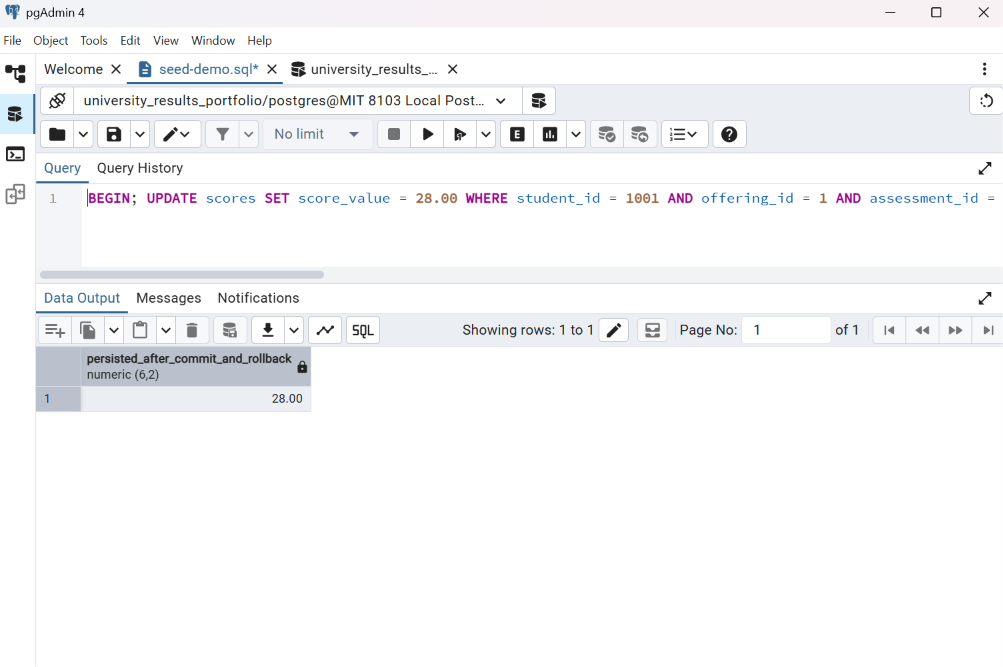 pgAdmin 4
File Object Tools Edit View Window Help
Welcome seed-demo.sql* university_results_...
university_results_portfolio/postgres@MIT 8103 Local Post...
No limit E
Query Query History
1 BEGIN; UPDATE scores SET score_value = 28.00 WHERE student_id = 1001 AND offering_id = 1 AND assessment_id =
Data Output Messages Notifications
SQL Showing rows: 1 to 1 Page No: 1 of 1
persisted_after_commit_and_rollback
numeric (6,2)
1 28.00